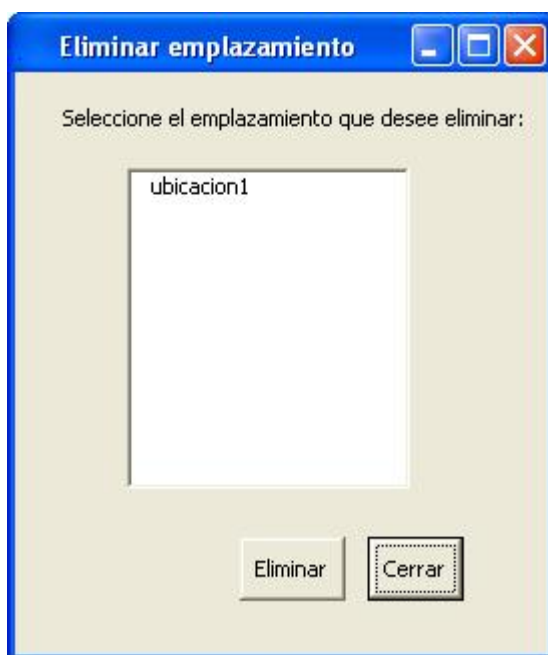 Eliminar emplazamiento
Seleccione el emplazamiento que desee eliminar:
ubicacion1
Eliminar Cerrar